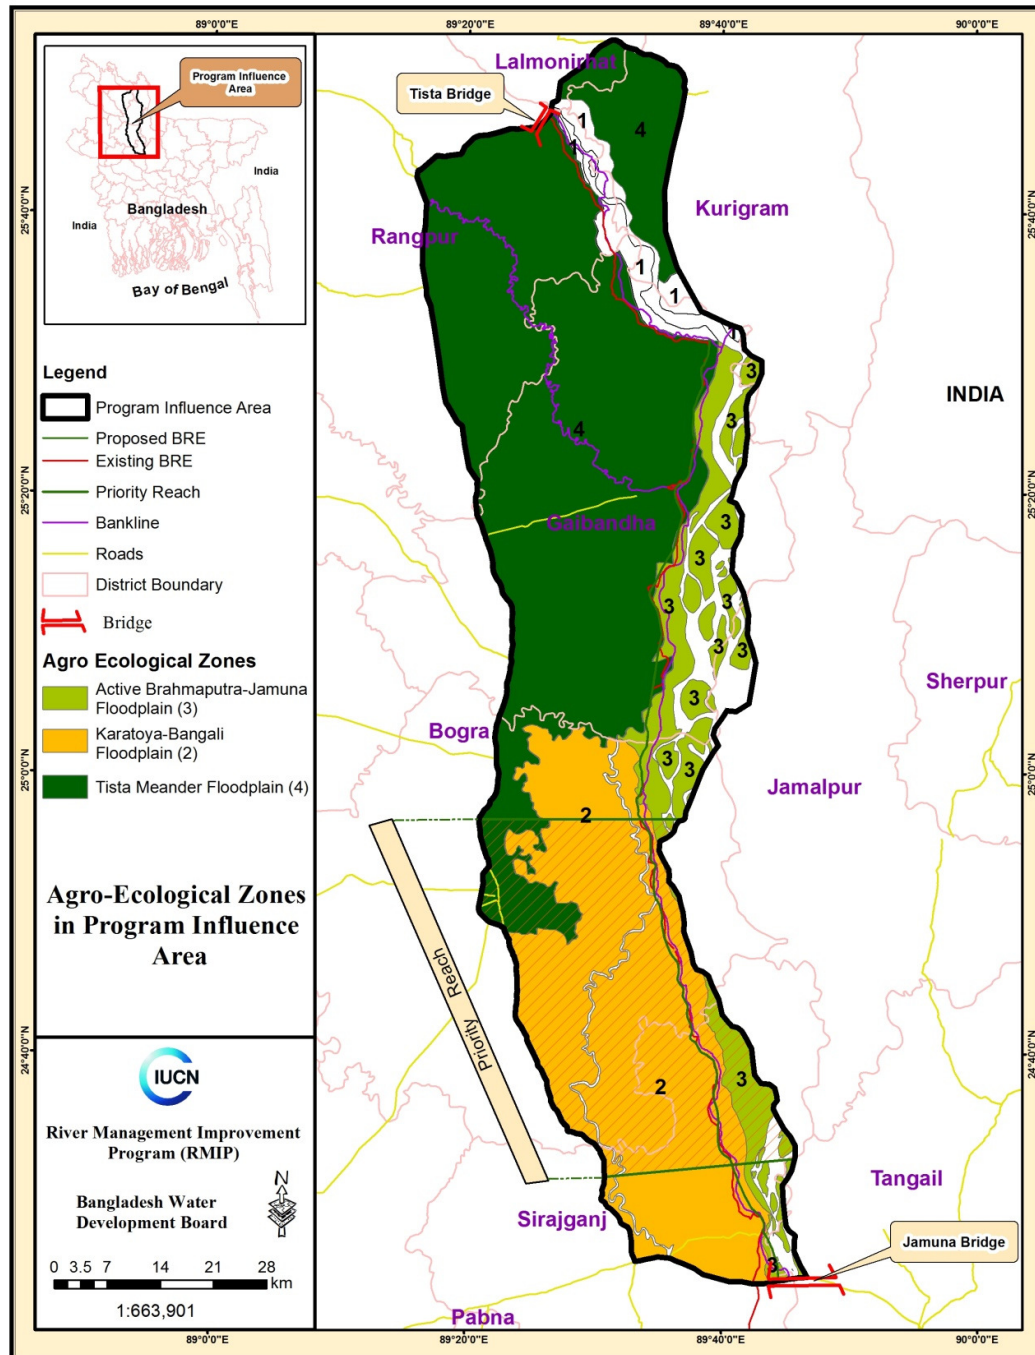 89°0'0"E
89°20'0"E
89°40'0"E
90°0'0"E
Program Influence
Area
India
India
Bangladesh
Bay of Bengal
Legend
Program Influence Area
Proposed BRE
Existing BRE
Priority Reach
Bankline
Roads
District Boundary
Bridge
Agro Ecological Zones
Active Brahmaputra-Jamuna
Floodplain (3)
Karatoya-Bangali
Floodplain (2)
Tista Meander Floodplain (4)
Agro-Ecological Zones
in Program Influence
Area
IUCN
River Management Improvement
Program (RMIP)
Bangladesh Water
Development Board
N
0 3.5 7 14 21 28
km
1:663,901
Lalmonirhat
Tista Bridge
1
4
1
Kurigram
Rangpur
1
1
1
3
INDIA
3
4
Gaibandha
3
3
3
3
3
3
Sherpur
3
Bogra
3
3
Jamalpur
2
Priority Reach
2
3
Tangail
Sirajganj
Jamuna Bridge
3
Pabna
25°40'0"N
25°20'0"N
25°0'0"N
24°40'0"N
25°40'0"N
25°20'0"N
25°0'0"N
24°40'0"N
89°0'0"E
89°20'0"E
89°40'0"E
90°0'0"E